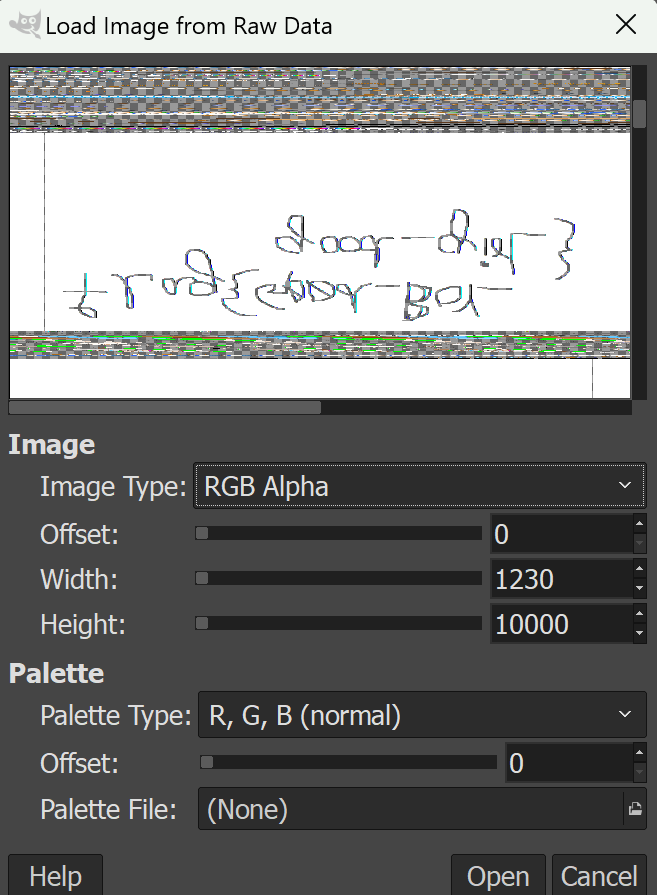 Load Image from Raw Data
Image
Image Type: RGB Alpha
Offset: 0
Width: 1230
Height: 10000
Palette
Palette Type: R, G, B (normal)
Offset: 0
Palette File: (None)
Help Open Cancel